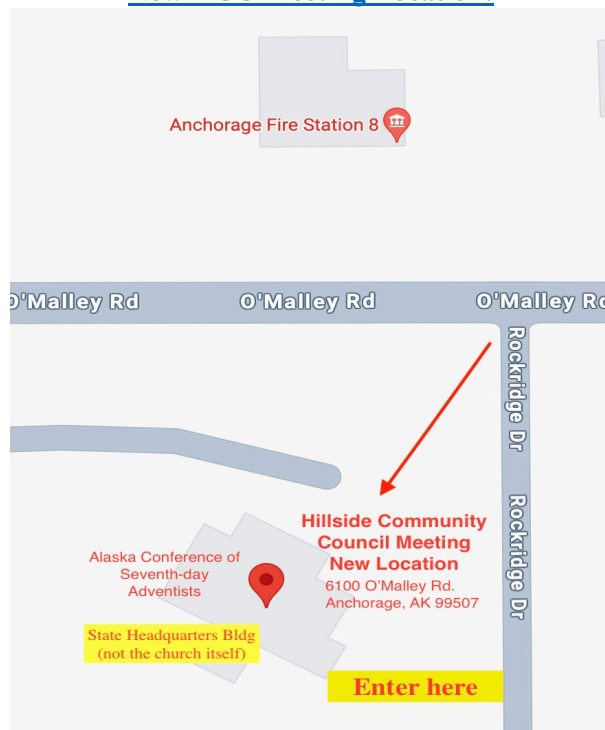 Anchorage Fire Station 8
O'Malley Rd
O'Malley Rd
O'Malley Rd
Rockridge Dr
Rockridge Dr
Hillside Community
Council Meeting
New Location
6100 O'Malley Rd.
Anchorage, AK 99507
Alaska Conference of
Seventh-day
Adventists
State Headquarters Bldg
(not the church itself)
Enter here